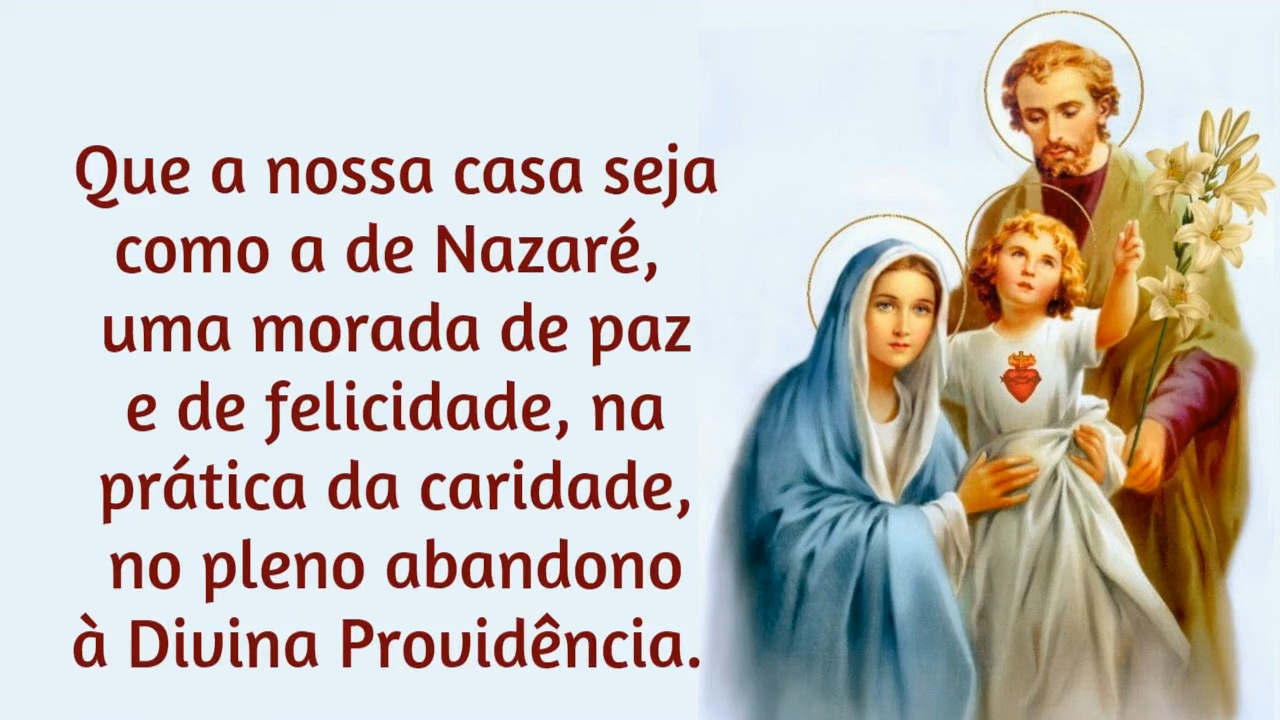 Que a nossa casa seja
como a de Nazaré,
uma morada de paz
e de felicidade, na
prática da caridade,
no pleno abandono
à Divina Providência.